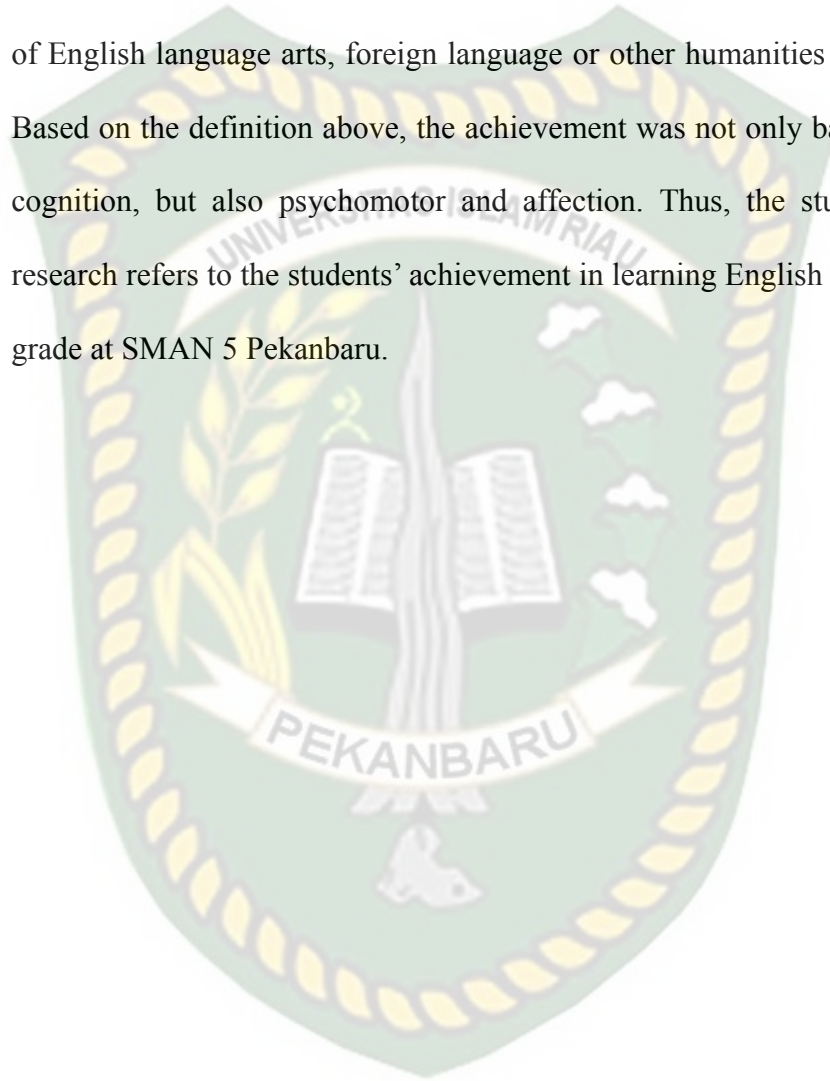 of English language arts, foreign language or other humanities
Based on the definition above, the achievement was not only
cognition, but also psychomotor and affection. Thus, the
research refers to the students’ achievement in learning English
grade at SMAN 5 Pekanbaru.
UNIVERSITAS ISLAM RIAU
PEKANBARU